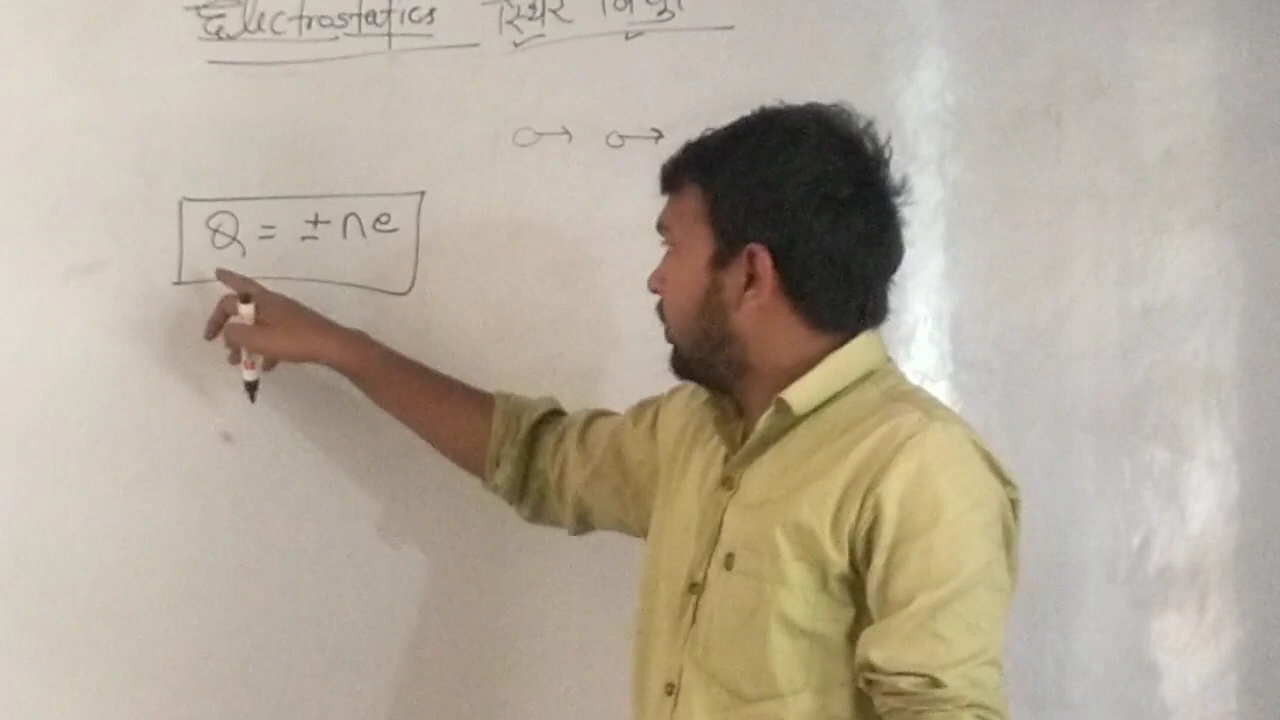 Electrostatics स्थिर
Q = ± ne